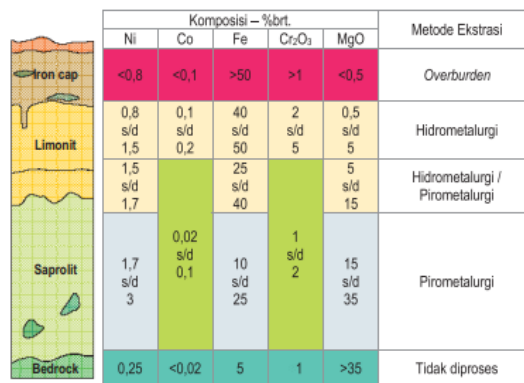 Komposisi – %brt.
Metode Ekstrasi
Ni Co Fe Cr₂O₃ MgO
Iron cap <0,8 <0,1 >50 >1 <0,5 Overburden
Limonit
0,8 0,1 40 2 0,5
s/d s/d s/d s/d s/d
1,5 0,2 50 5 5
Hidrometalurgi
1,5 25 5
s/d s/d s/d
1,7 40 15
Hidrometalurgi /
Pirometalurgi
0,02 1
s/d s/d
0,1 2
Saprolit
1,7 10 15
s/d s/d s/d
3 25 35
Pirometalurgi
Bedrock 0,25 <0,02 5 1 >35 Tidak diproses